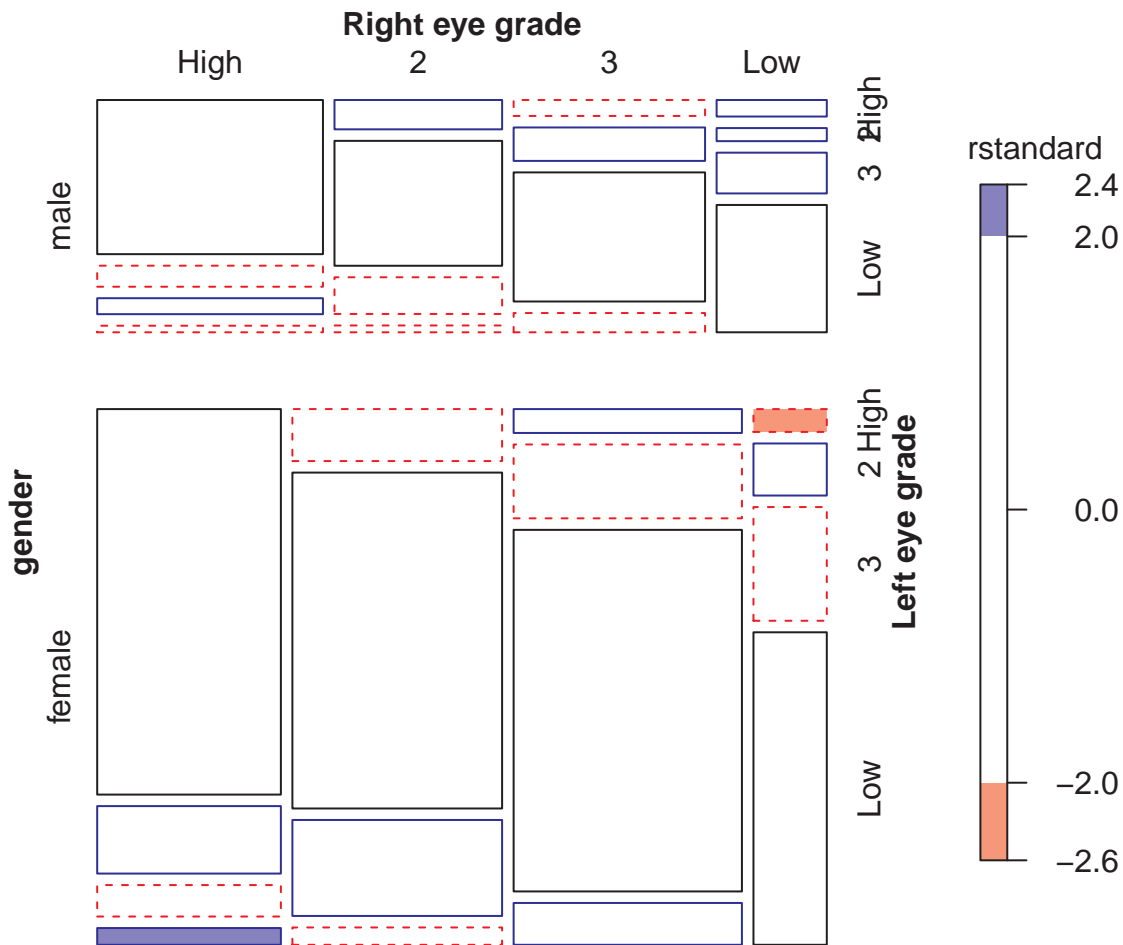 Right eye grade
High 2 3 Low
High
2
3
Low
male
gender
female
High
2
3
Low
Left eye grade
rstandard
2.4
2.0
0.0
−2.0
−2.6